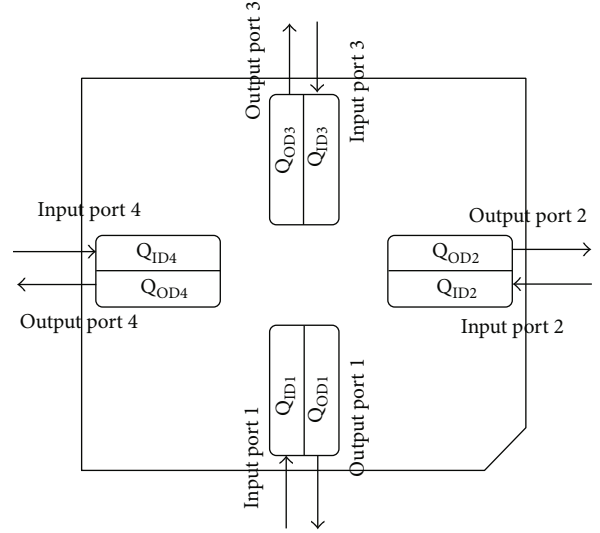 Output port 3
Input port 3
Q_OD3
Q_ID3
Input port 4
Q_ID4
Q_OD4
Output port 4
Output port 2
Q_OD2
Q_ID2
Input port 2
Q_ID1
Q_OD1
Input port 1
Output port 1